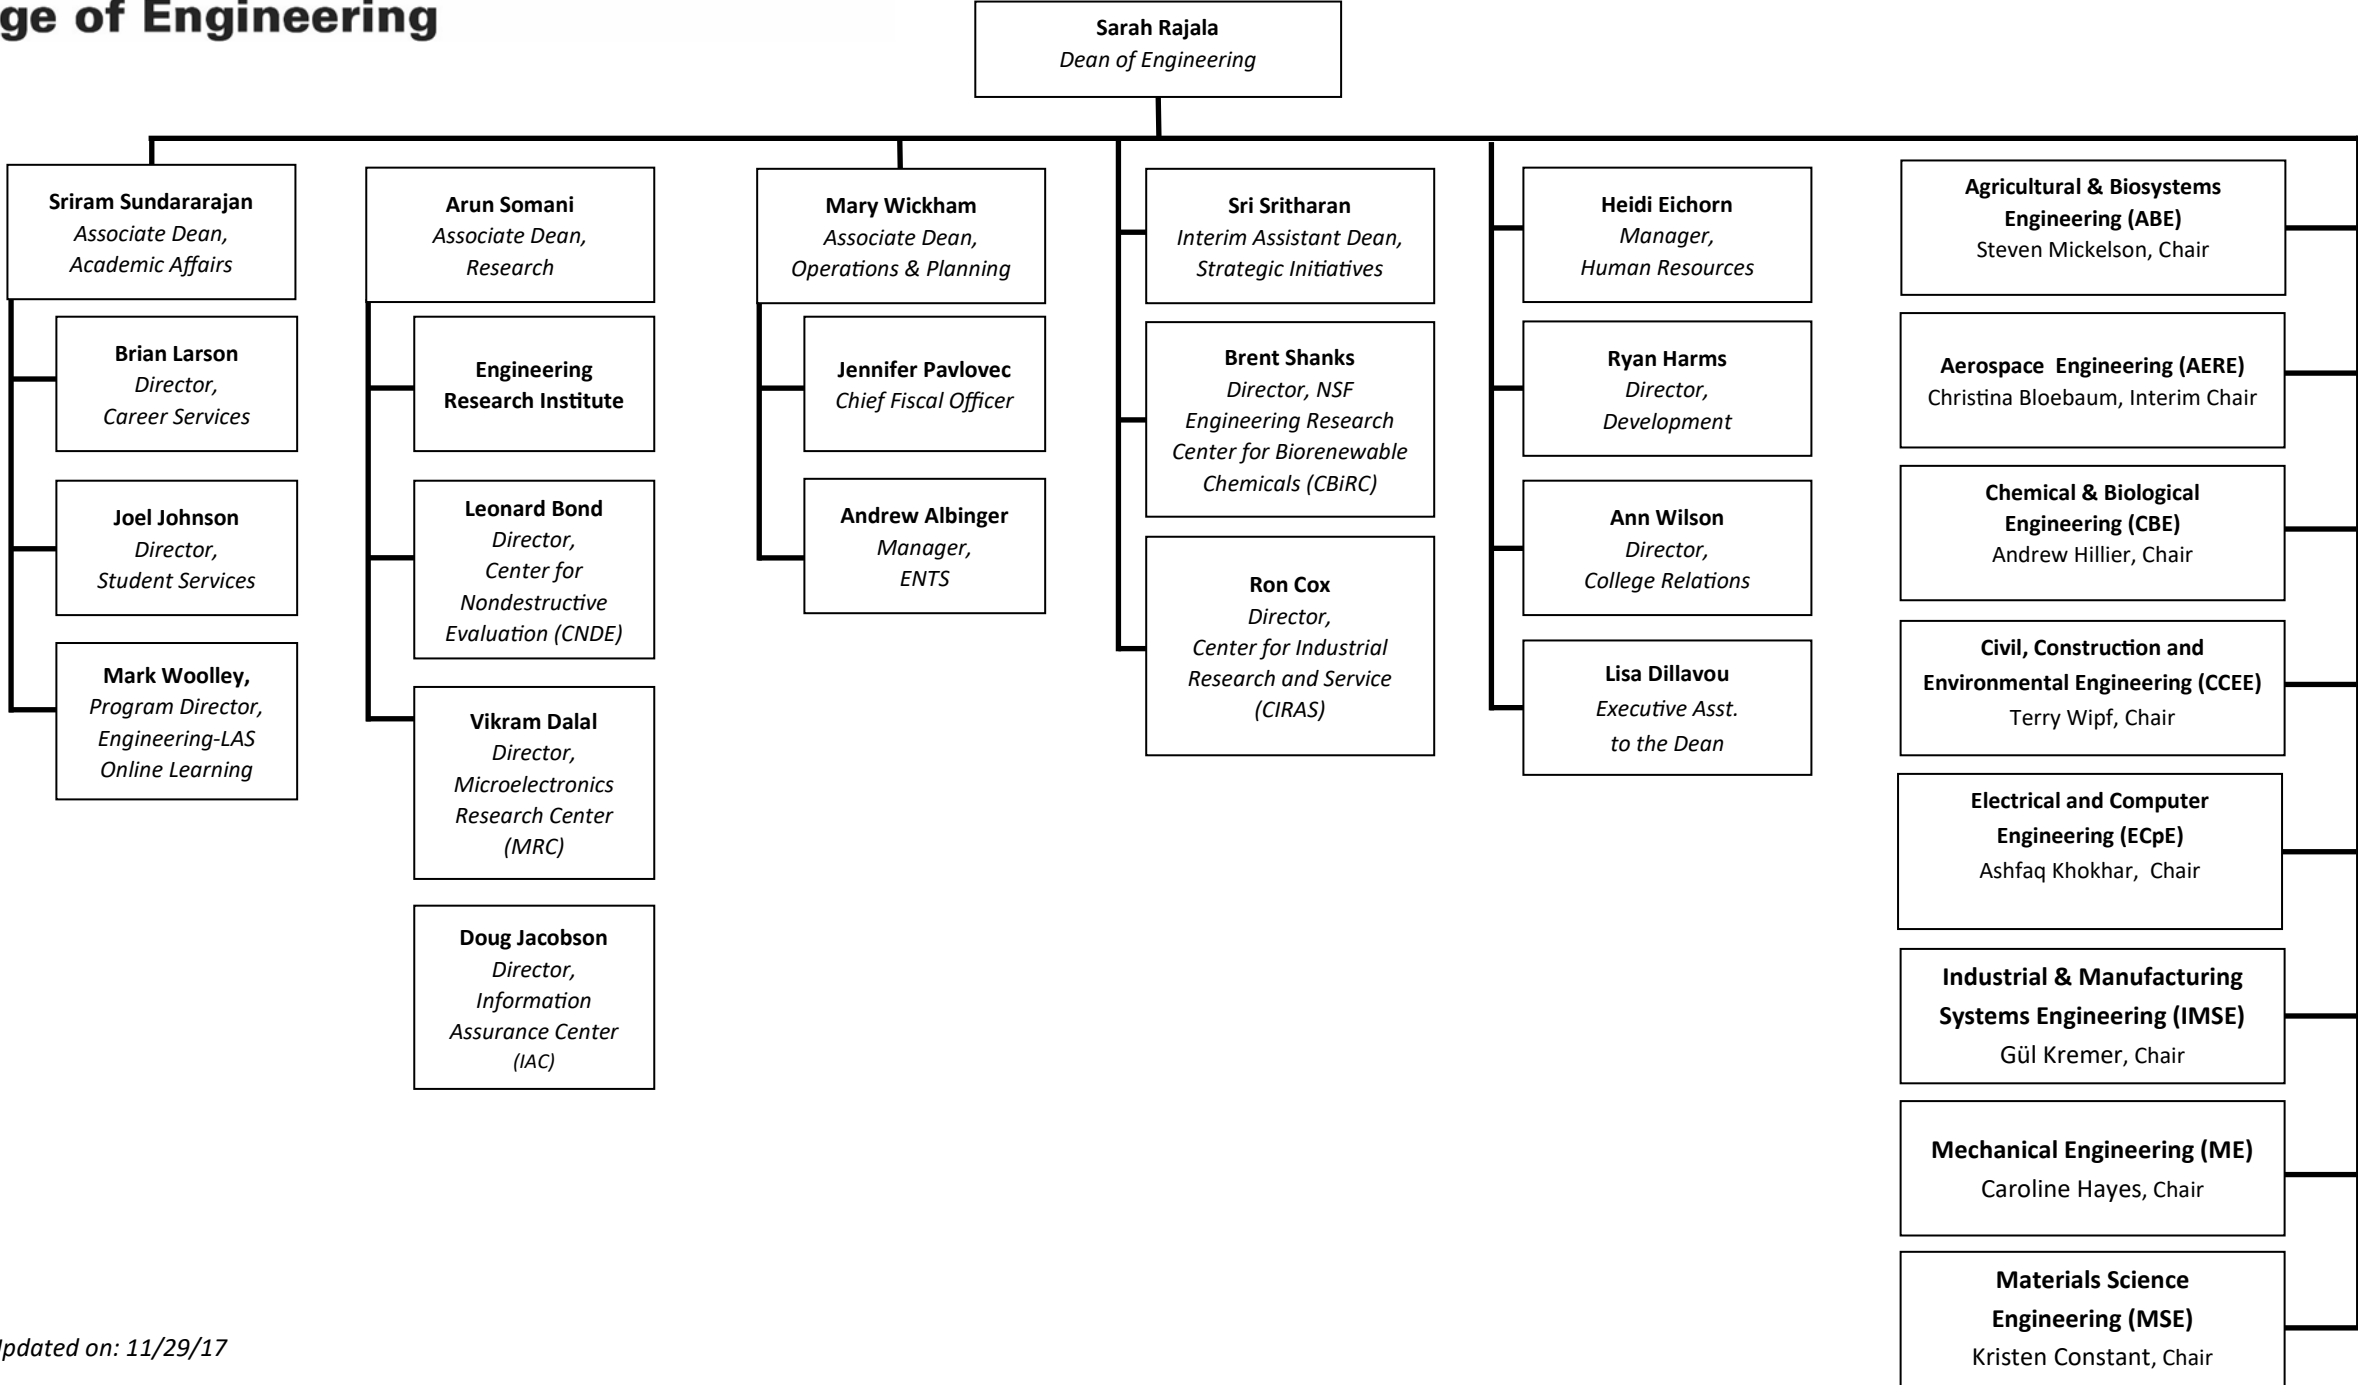 ge of Engineering
Sarah Rajala
Dean of Engineering
Sriram Sundararajan
Associate Dean,
Academic Affairs
Brian Larson
Director,
Career Services
Joel Johnson
Director,
Student Services
Mark Woolley,
Program Director,
Engineering-LAS
Online Learning
Arun Somani
Associate Dean,
Research
Engineering
Research Institute
Leonard Bond
Director,
Center for
Nondestructive
Evaluation (CNDE)
Vikram Dalal
Director,
Microelectronics
Research Center
(MRC)
Doug Jacobson
Director,
Information
Assurance Center
(IAC)
Mary Wickham
Associate Dean,
Operations & Planning
Jennifer Pavlovec
Chief Fiscal Officer
Andrew Albinger
Manager,
ENTS
Sri Sritharan
Interim Assistant Dean,
Strategic Initiatives
Brent Shanks
Director, NSF
Engineering Research
Center for Biorenewable
Chemicals (CBiRC)
Ron Cox
Director,
Center for Industrial
Research and Service
(CIRAS)
Heidi Eichorn
Manager,
Human Resources
Ryan Harms
Director,
Development
Ann Wilson
Director,
College Relations
Lisa Dillavou
Executive Asst.
to the Dean
Agricultural & Biosystems
Engineering (ABE)
Steven Mickelson, Chair
Aerospace Engineering (AERE)
Christina Bloebaum, Interim Chair
Chemical & Biological
Engineering (CBE)
Andrew Hillier, Chair
Civil, Construction and
Environmental Engineering (CCEE)
Terry Wipf, Chair
Electrical and Computer
Engineering (ECpE)
Ashfaq Khokhar, Chair
Industrial & Manufacturing
Systems Engineering (IMSE)
Gül Kremer, Chair
Mechanical Engineering (ME)
Caroline Hayes, Chair
Materials Science
Engineering (MSE)
Kristen Constant, Chair
Updated on: 11/29/17